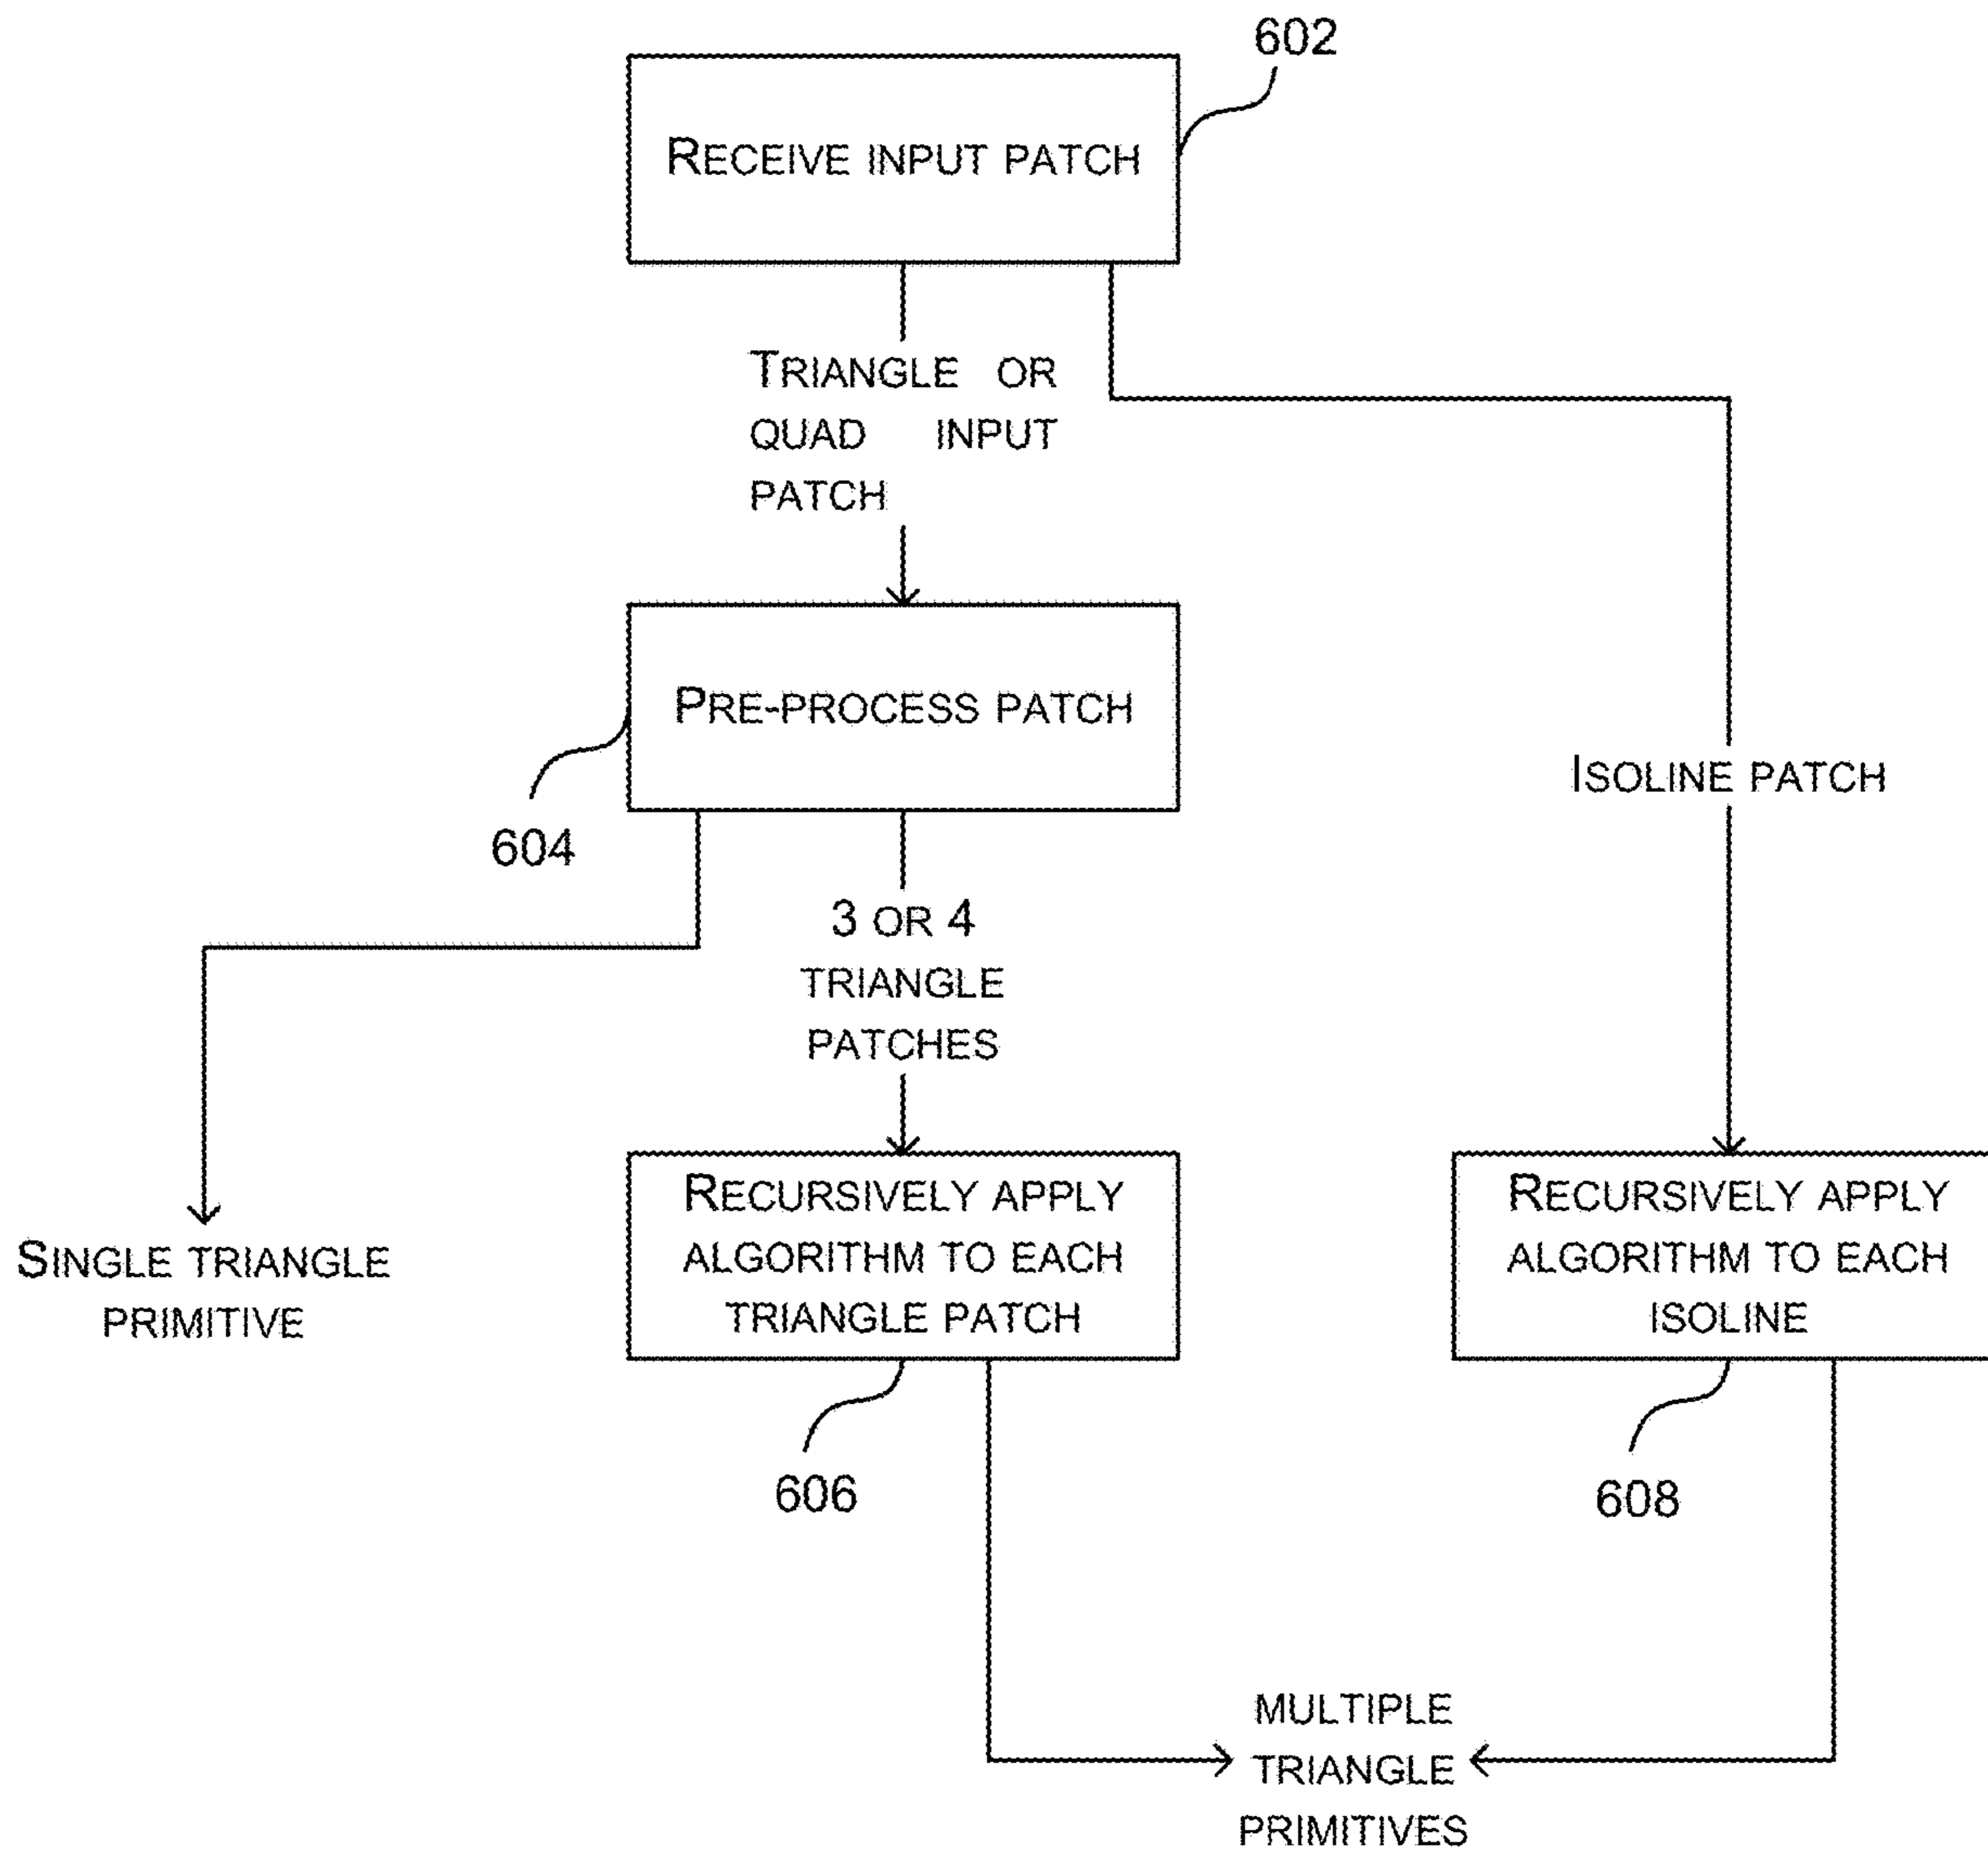 602
RECEIVE INPUT PATCH
TRIANGLE OR
QUAD INPUT
PATCH
PRE-PROCESS PATCH
604
ISOLINE PATCH
3 OR 4
TRIANGLE
PATCHES
SINGLE TRIANGLE
PRIMITIVE
RECURSIVELY APPLY
ALGORITHM TO EACH
TRIANGLE PATCH
606
RECURSIVELY APPLY
ALGORITHM TO EACH
ISOLINE
608
MULTIPLE
TRIANGLE
PRIMITIVES